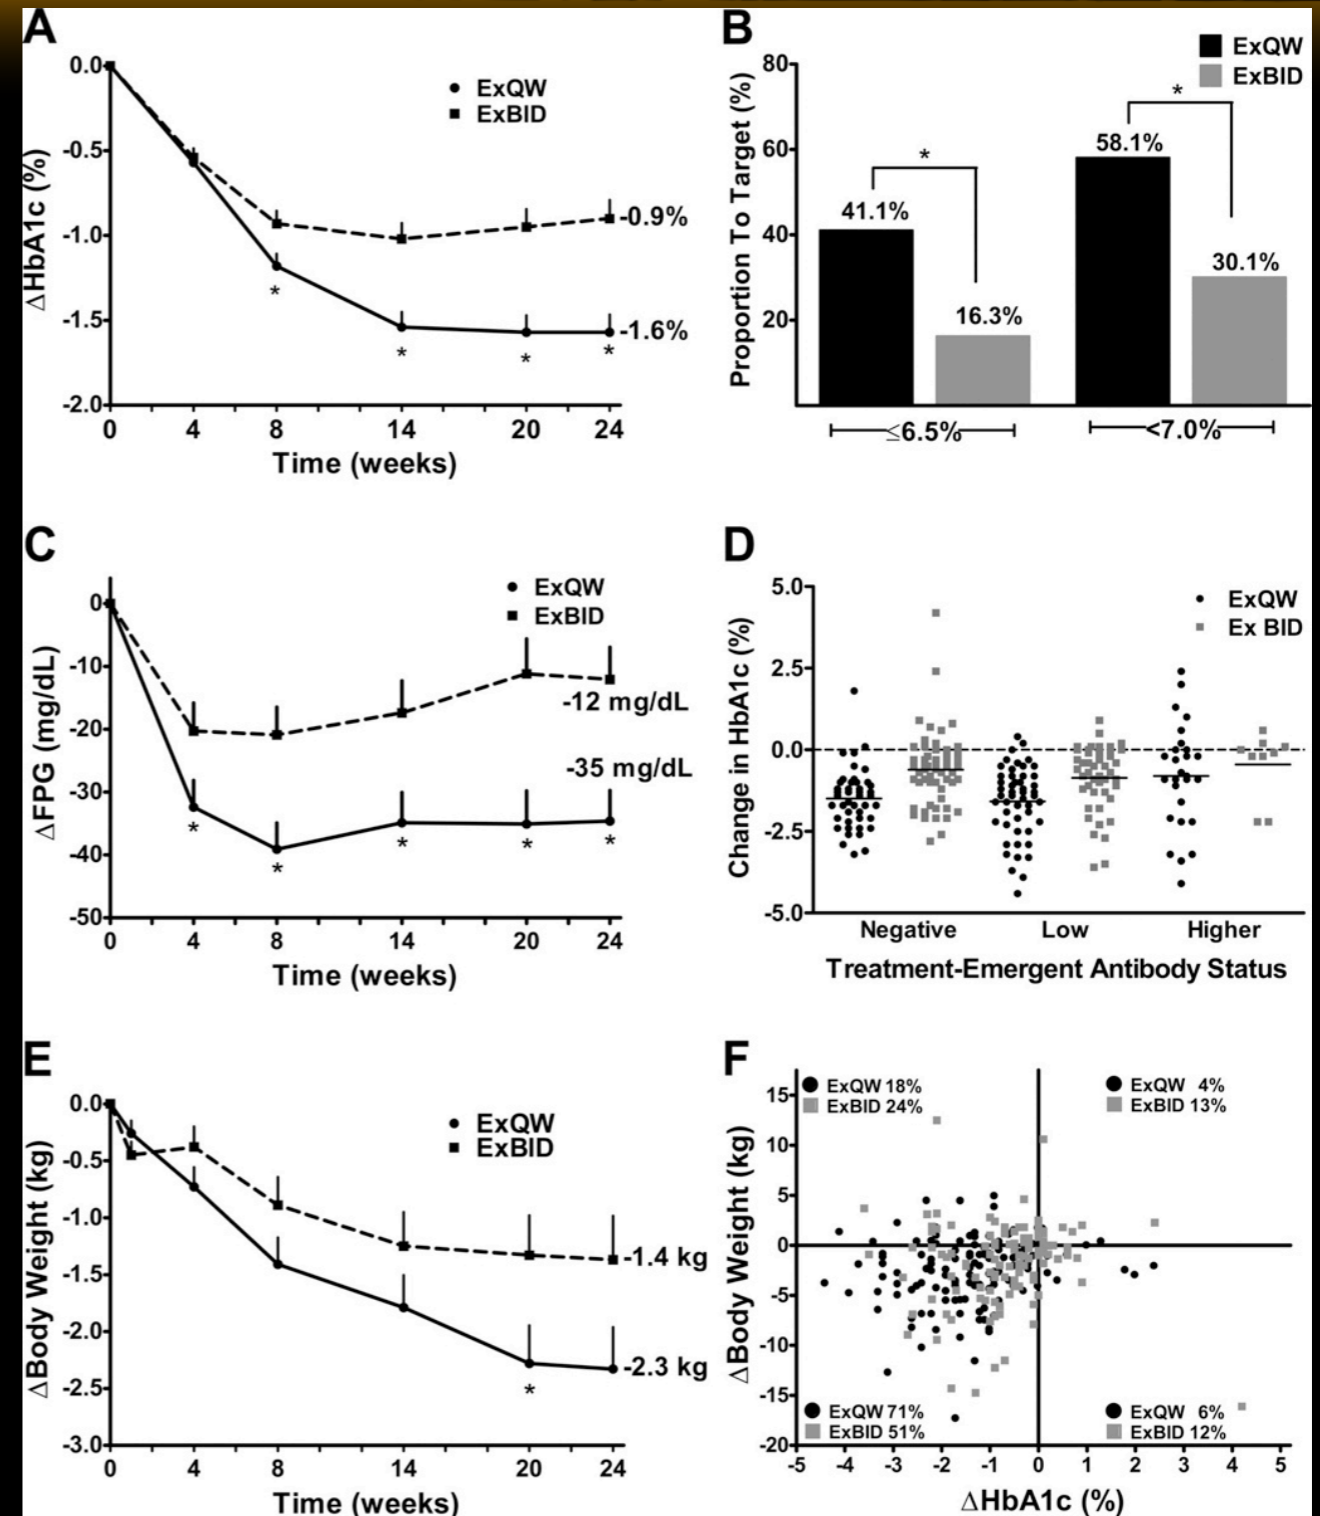 A
ExQW
ExBID
0.0
-0.5
-1.0
-1.5
-2.0
ΔHbA1c (%)
-0.9%
-1.6%
*
*
*
*
0 4 8 14 20 24
Time (weeks)
B
ExQW
ExBID
80
60
40
20
Proportion To Target (%)
*
*
41.1%
16.3%
58.1%
30.1%
≤6.5%
<7.0%
C
ExQW
ExBID
0
-10
-20
-30
-40
-50
ΔFPG (mg/dL)
-12 mg/dL
-35 mg/dL
*
*
*
*
*
0 4 8 14 20 24
Time (weeks)
D
ExQW
Ex BID
5.0
2.5
0.0
-2.5
-5.0
Change in HbA1c (%)
Negative Low Higher
Treatment-Emergent Antibody Status
E
ExQW
ExBID
0.0
-0.5
-1.0
-1.5
-2.0
-2.5
-3.0
ΔBody Weight (kg)
-1.4 kg
-2.3 kg
*
0 4 8 14 20 24
Time (weeks)
F
ExQW 18%
ExBID 24%
ExQW 4%
ExBID 13%
15
10
5
0
-5
-10
-15
-20
ΔBody Weight (kg)
ExQW 71%
ExBID 51%
ExQW 6%
ExBID 12%
-5 -4 -3 -2 -1 0 1 2 3 4 5
ΔHbA1c (%)